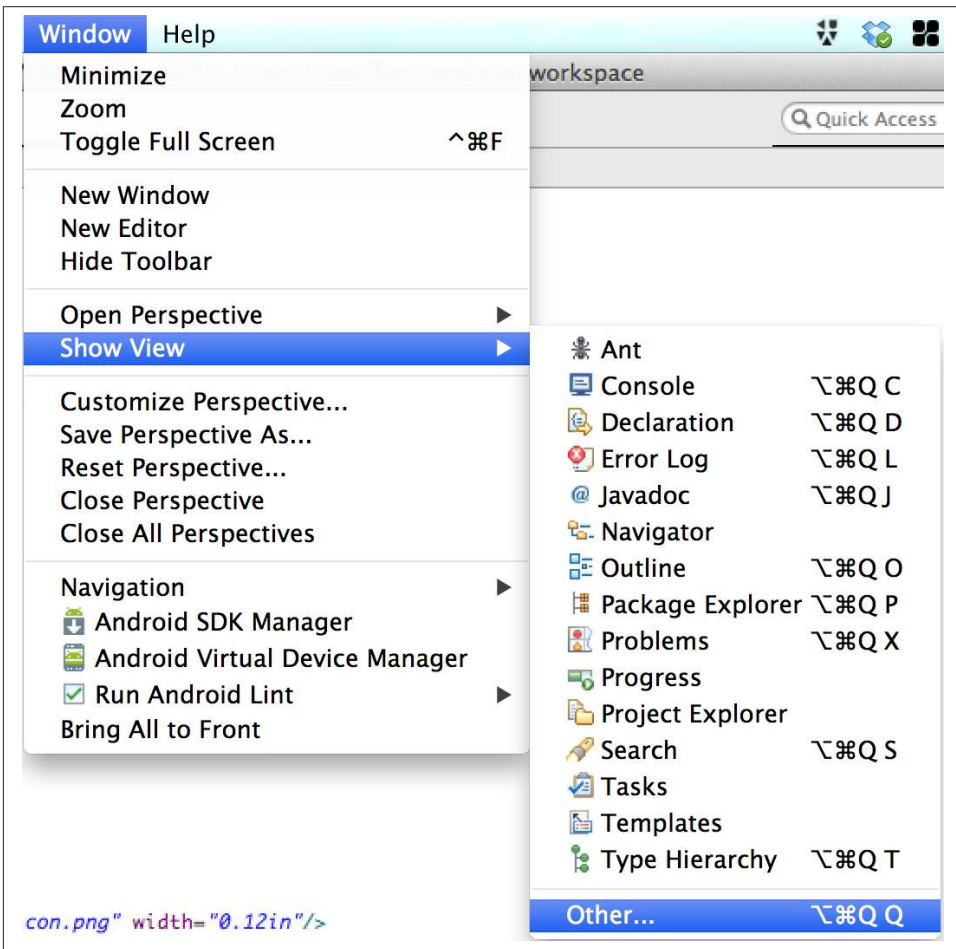 Window Help
workspace
Quick Access
Minimize
Zoom
Toggle Full Screen ^⌘F
New Window
New Editor
Hide Toolbar
Open Perspective ▶
Show View ▶
Customize Perspective...
Save Perspective As...
Reset Perspective...
Close Perspective
Close All Perspectives
Navigation ▶
Android SDK Manager
Android Virtual Device Manager
Run Android Lint ▶
Bring All to Front
Ant
Console ⌥⌘Q C
Declaration ⌥⌘Q D
Error Log ⌥⌘Q L
Javadoc ⌥⌘Q J
Navigator
Outline ⌥⌘Q O
Package Explorer ⌥⌘Q P
Problems ⌥⌘Q X
Progress
Project Explorer
Search ⌥⌘Q S
Tasks
Templates
Type Hierarchy ⌥⌘Q T
Other... ⌥⌘Q Q
con.png" width="0.12in"/>